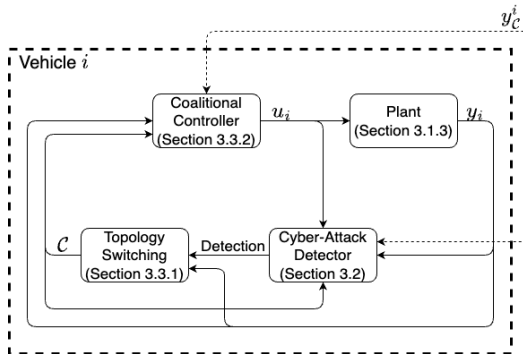 y_𝒞^i
Vehicle i
Coalitional
Controller
(Section 3.3.2)
u_i
Plant
(Section 3.1.3)
y_i
𝒞
Topology
Switching
(Section 3.3.1)
Detection
Cyber-Attack
Detector
(Section 3.2)